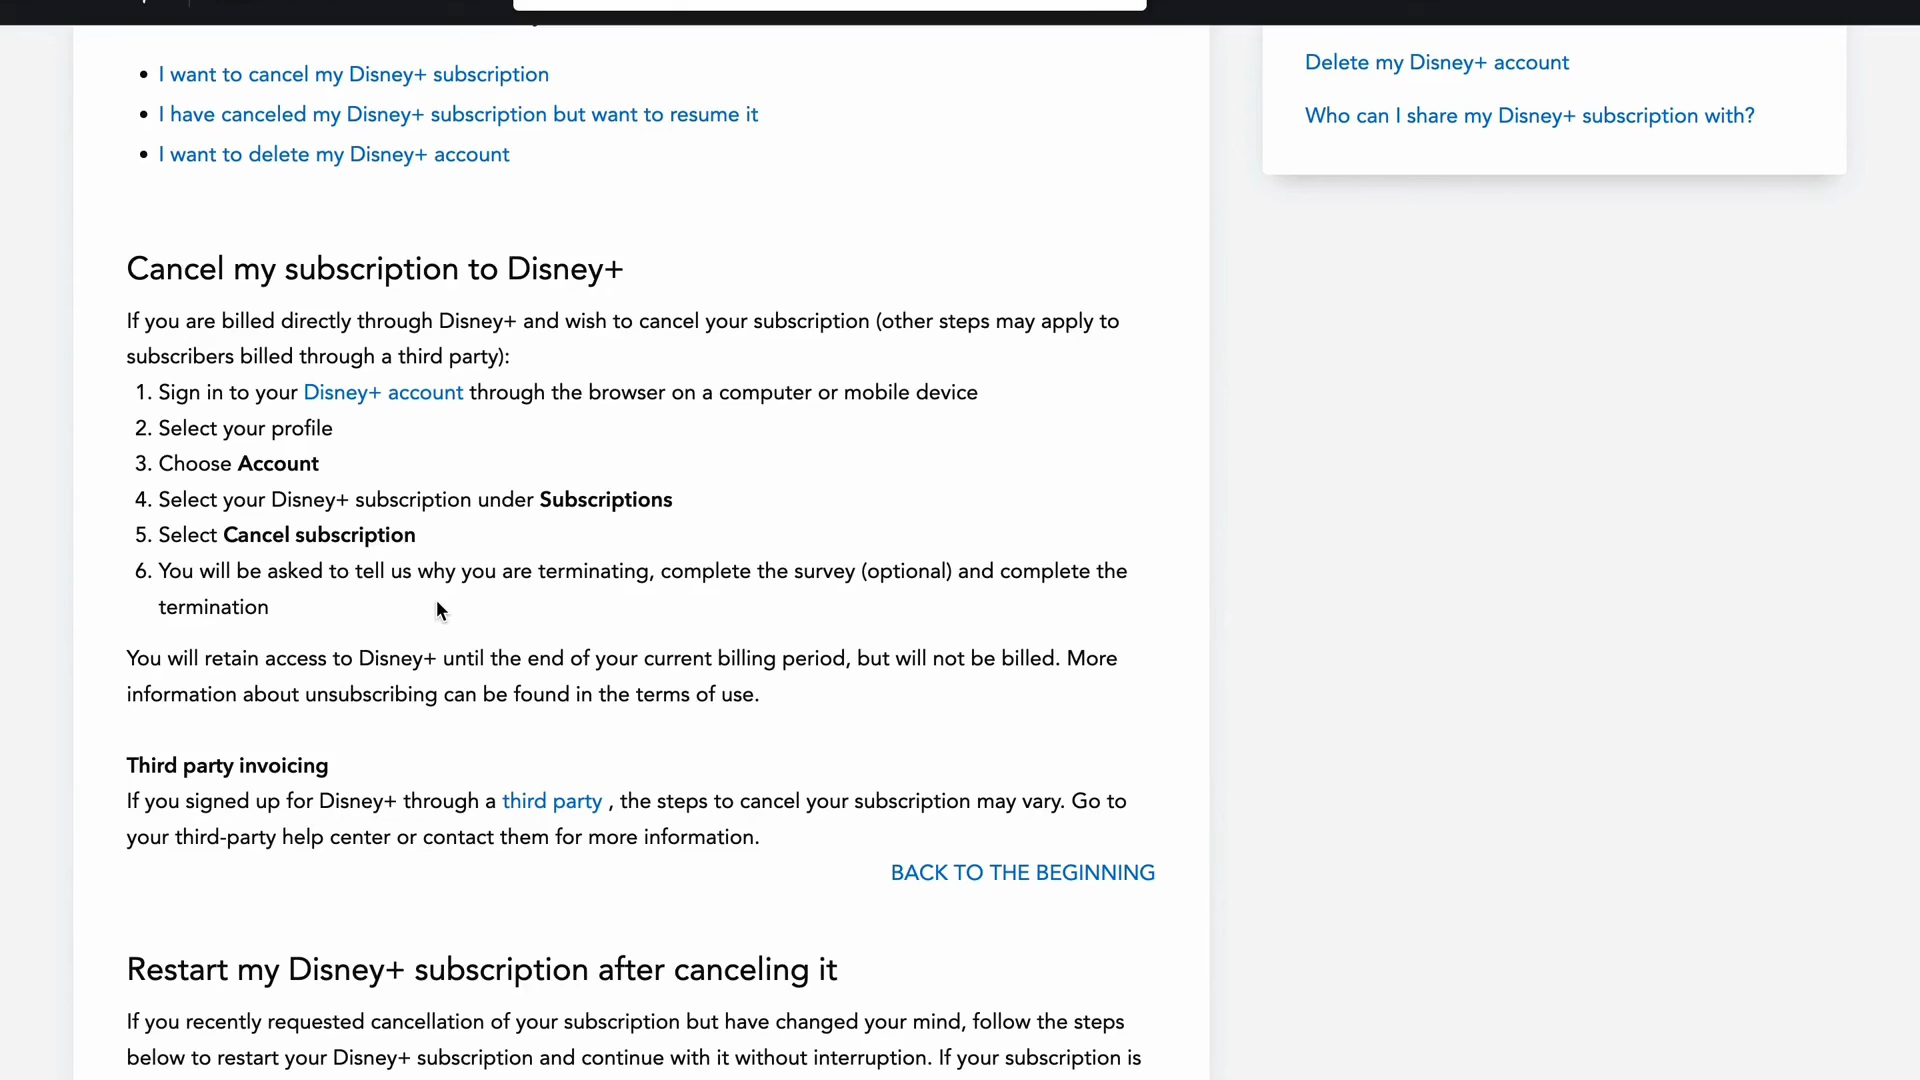 I want to cancel my Disney+ subscription
I have canceled my Disney+ subscription but want to resume it
I want to delete my Disney+ account
Delete my Disney+ account
Who can I share my Disney+ subscription with?
Cancel my subscription to Disney+
If you are billed directly through Disney+ and wish to cancel your subscription (other steps may apply to
subscribers billed through a third party):
1. Sign in to your Disney+ account through the browser on a computer or mobile device
2. Select your profile
3. Choose Account
4. Select your Disney+ subscription under Subscriptions
5. Select Cancel subscription
6. You will be asked to tell us why you are terminating, complete the survey (optional) and complete the
termination
You will retain access to Disney+ until the end of your current billing period, but will not be billed. More
information about unsubscribing can be found in the terms of use.
Third party invoicing
If you signed up for Disney+ through a third party , the steps to cancel your subscription may vary. Go to
your third-party help center or contact them for more information.
BACK TO THE BEGINNING
Restart my Disney+ subscription after canceling it
If you recently requested cancellation of your subscription but have changed your mind, follow the steps
below to restart your Disney+ subscription and continue with it without interruption. If your subscription is